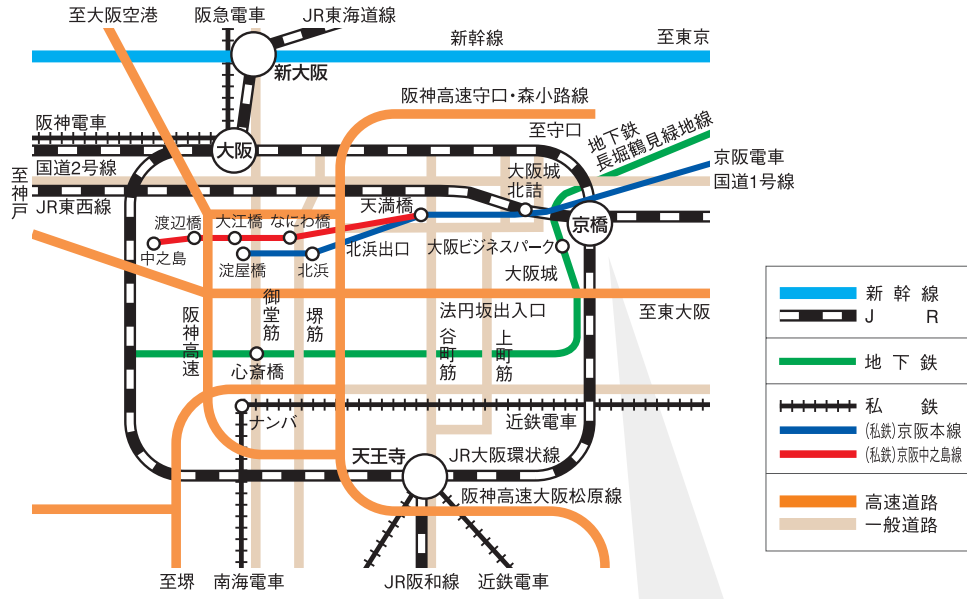 至大阪空港
阪急電車
JR東海道線
新幹線
至東京
新大阪
阪神高速守口・森小路線
阪神電車
大阪
至守口
地下鉄
長堀鶴見緑地線
国道2号線
大阪城
北詰
京阪電車
国道1号線
至神戸
JR東西線
渡辺橋
大江橋
なにわ橋
天満橋
京橋
中之島
淀屋橋
北浜
北浜出口
大阪ビジネスパーク
大阪城
阪神高速
御堂筋
堺筋
法円坂出入口
至東大阪
谷町筋
上町筋
心斎橋
ナンバ
近鉄電車
天王寺
JR大阪環状線
阪神高速大阪松原線
至堺
南海電車
JR阪和線
近鉄電車
新幹線
J R
地下鉄
私鉄
(私鉄)京阪本線
(私鉄)京阪中之島線
高速道路
一般道路